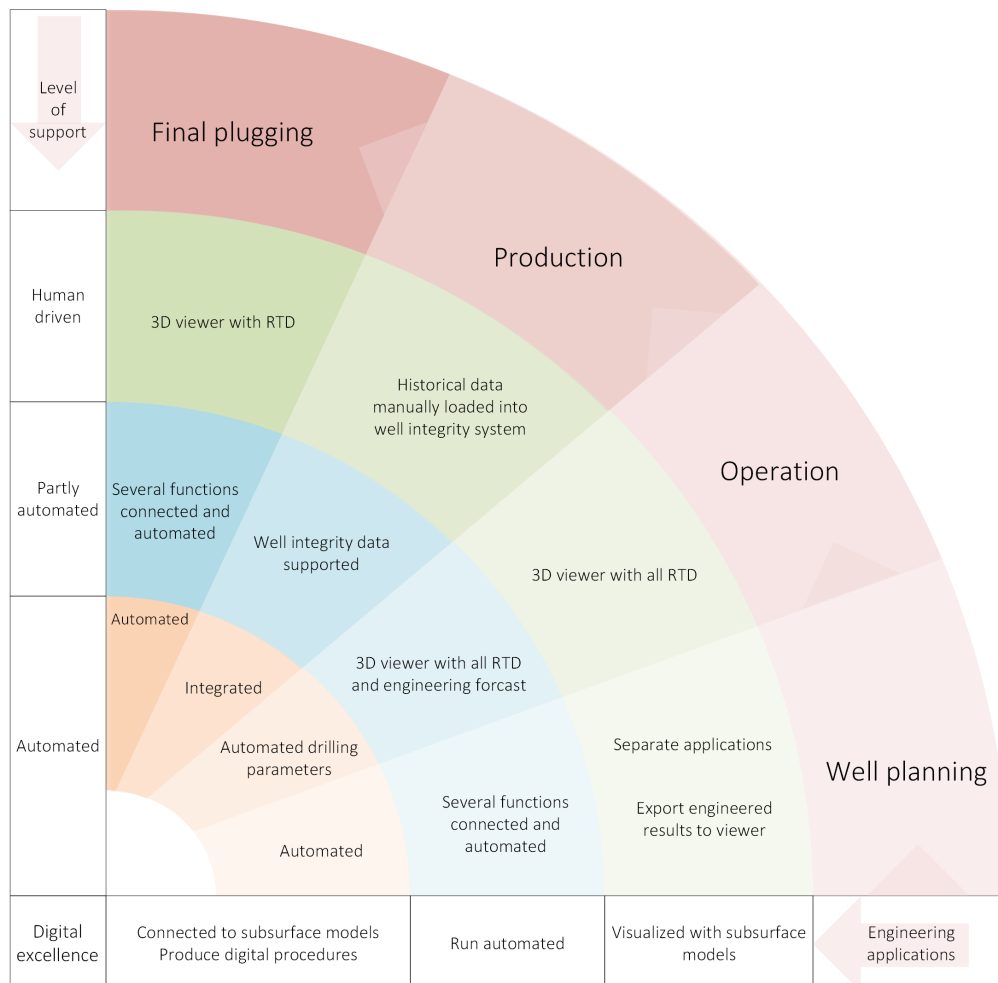 Level
of
support
Final plugging
Production
Operation
Well planning
Human
driven
3D viewer with RTD
Historical data
manually loaded into
well integrity system
3D viewer with all RTD
Separate applications
Export engineered
results to viewer
Partly
automated
Several functions
connected and
automated
Well integrity data
supported
3D viewer with all RTD
and engineering forcast
Several functions
connected and
automated
Automated
Automated
Integrated
Automated drilling
parameters
Automated
Digital
excellence
Connected to subsurface models
Produce digital procedures
Run automated
Visualized with subsurface
models
Engineering
applications